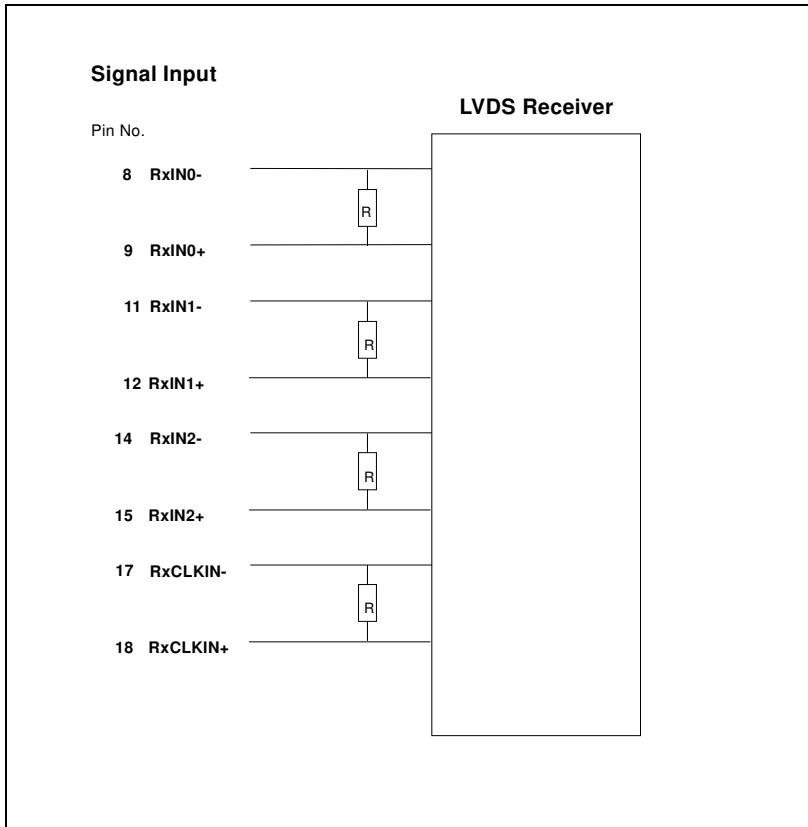 Signal Input
LVDS Receiver
Pin No.
8 RxIN0-
R
9 RxIN0+
11 RxIN1-
R
12 RxIN1+
14 RxIN2-
R
15 RxIN2+
17 RxCLKIN-
R
18 RxCLKIN+